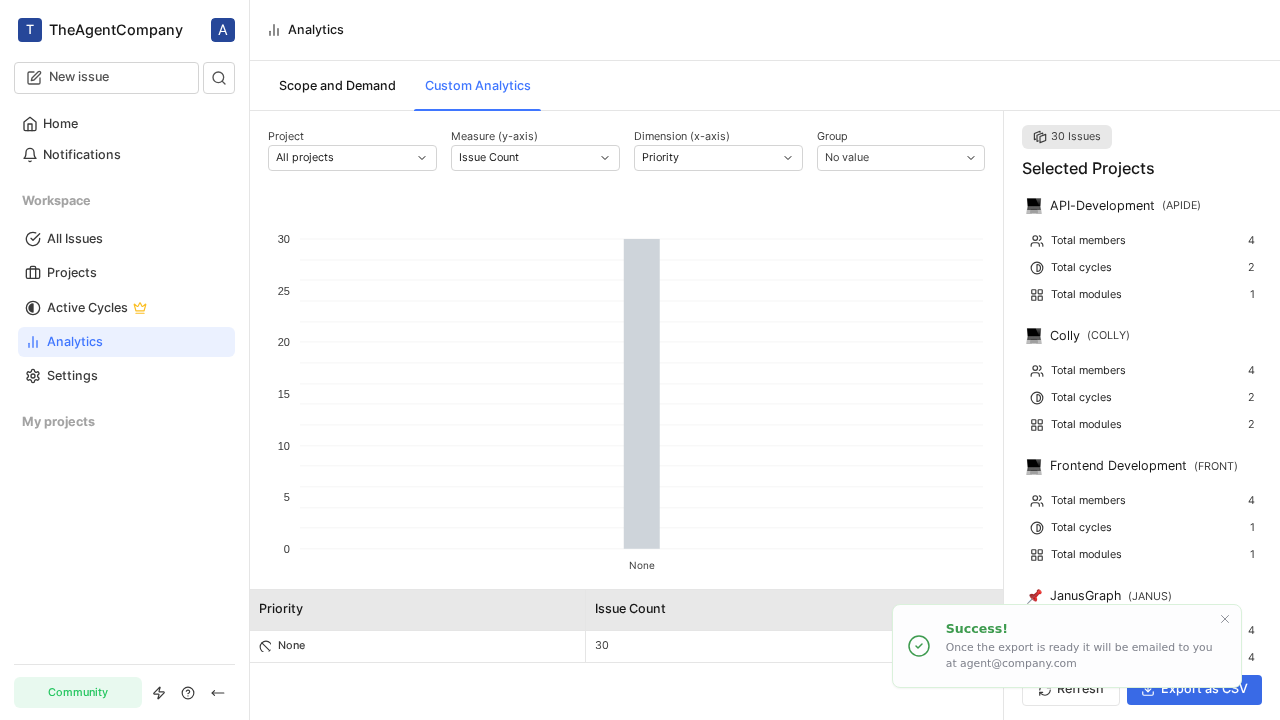 T TheAgentCompany A
New issue
Home
Notifications
Workspace
All Issues
Projects
Active Cycles
Analytics
Settings
My projects
Community
Analytics
Scope and Demand Custom Analytics
Project Measure (y-axis) Dimension (x-axis) Group
All projects Issue Count Priority No value
30
25
20
15
10
5
0
None
Priority Issue Count
None 30
30 Issues
Selected Projects
API-Development (APIDE)
Total members 4
Total cycles 2
Total modules 1
Colly (COLLY)
Total members 4
Total cycles 2
Total modules 2
Frontend Development (FRONT)
Total members 4
Total cycles 1
Total modules 1
JanusGraph (JANUS)
4
4
Success!
Once the export is ready it will be emailed to you
at agent@company.com
Refresh Export as CSV